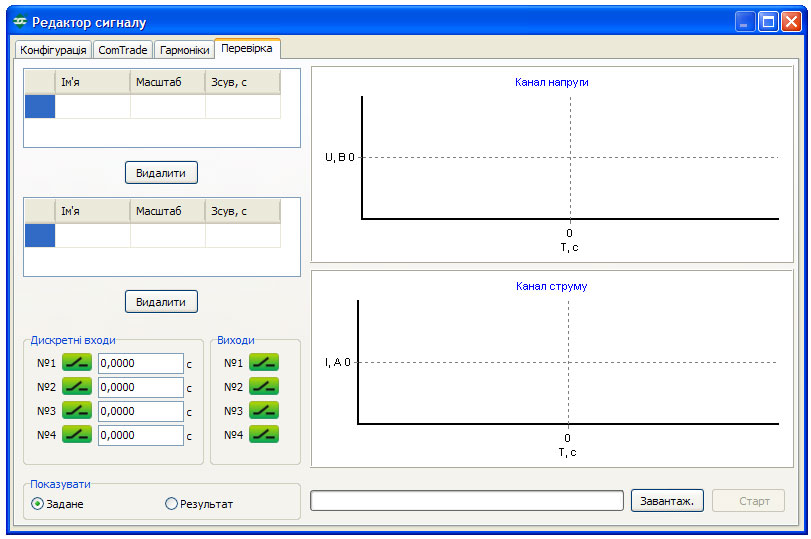 Редактор сигналу
Конфігурація ComTrade Гармоніки Перевірка
Ім'я Масштаб Зсув, с
Видалити
Ім'я Масштаб Зсув, с
Видалити
Дискретні входи
№1 0,0000 с
№2 0,0000 с
№3 0,0000 с
№4 0,0000 с
Виходи
№1
№2
№3
№4
Показувати
Задане Результат
Канал напруги
U, В 0
0
T, с
Канал струму
I, А 0
0
T, с
Завантаж. Старт